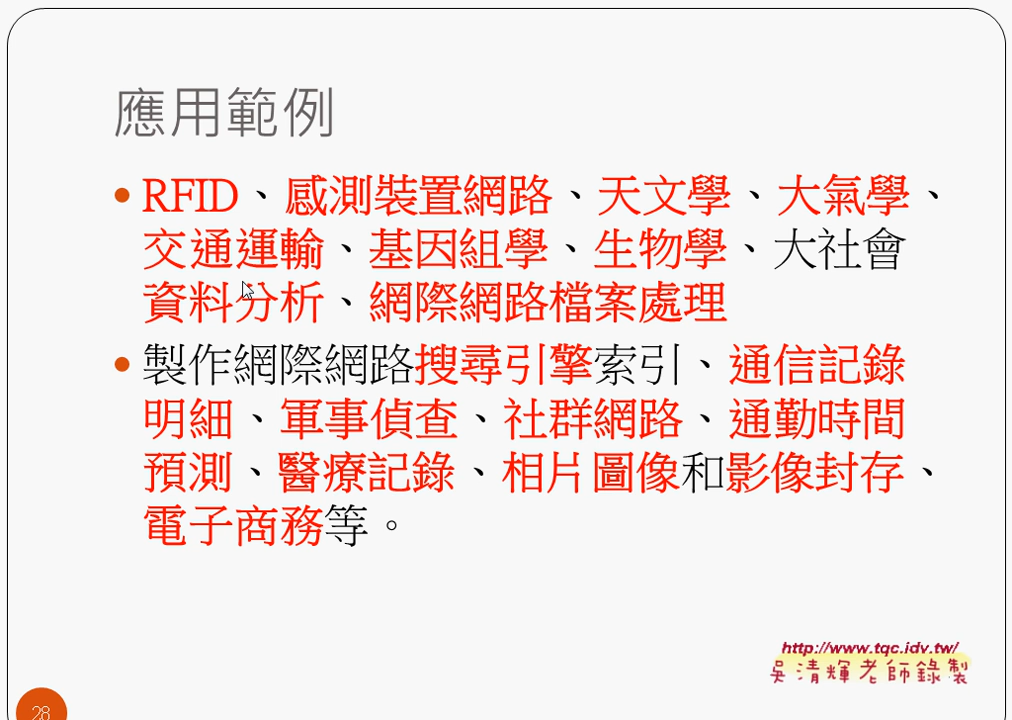 應用範例
• RFID、感測裝置網路、天文學、大氣學、
交通運輸、基因組學、生物學、大社會
資料分析、網際網路檔案處理
• 製作網際網路搜尋引擎索引、通信記錄
明細、軍事偵查、社群網路、通勤時間
預測、醫療記錄、相片圖像和影像封存、
電子商務等。
http://www.tqc.idv.tw/
吳清輝老師錄製
28